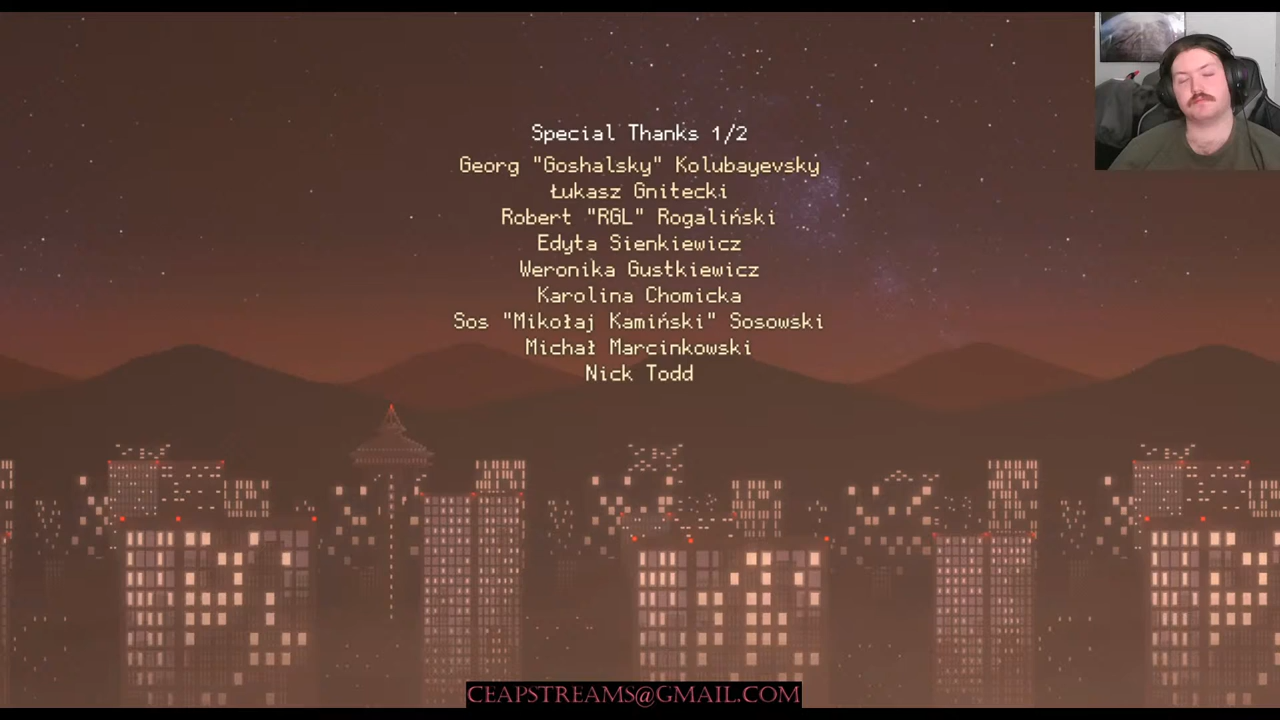 Special Thanks 1/2
Georg "Goshalsky" Kolubayevsky
Łukasz Gnitecki
Robert "RGL" Rogaliński
Edyta Sienkiewicz
Weronika Gustkiewicz
Karolina Chomicka
Sos "Mikołaj Kamiński" Sosowski
Michał Marcinkowski
Nick Todd
CEAPSTREAMS@GMAIL.COM